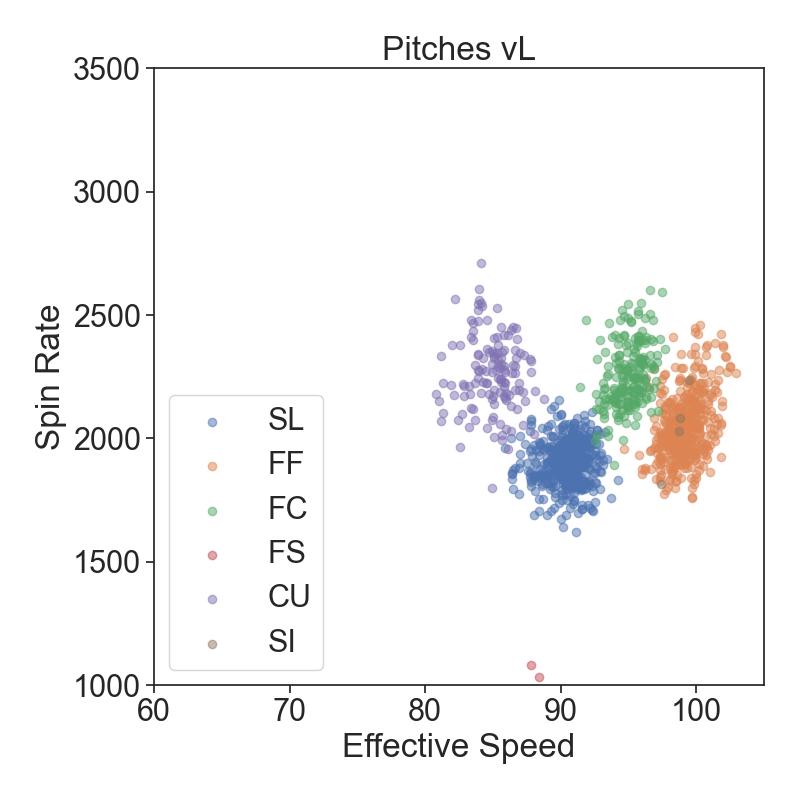 Pitches vL
3500
3000
2500
2000
1500
1000
Spin Rate
SL
FF
FC
FS
CU
SI
60 70 80 90 100
Effective Speed